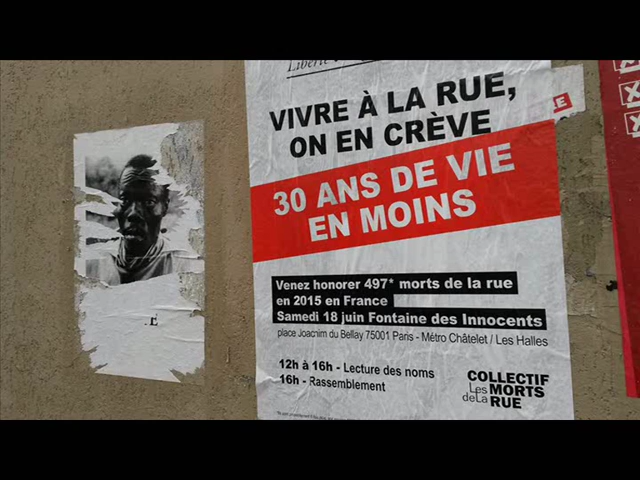 Liberté
VIVRE À LA RUE,
ON EN CRÈVE
30 ANS DE VIE
EN MOINS
Venez honorer 497* morts de la rue
en 2015 en France
Samedi 18 juin Fontaine des Innocents
place Joachim du Bellay 75001 Paris - Métro Châtelet / Les Halles
12h à 16h - Lecture des noms
16h - Rassemblement
COLLECTIF
Les MORTS
deLa RUE
.E